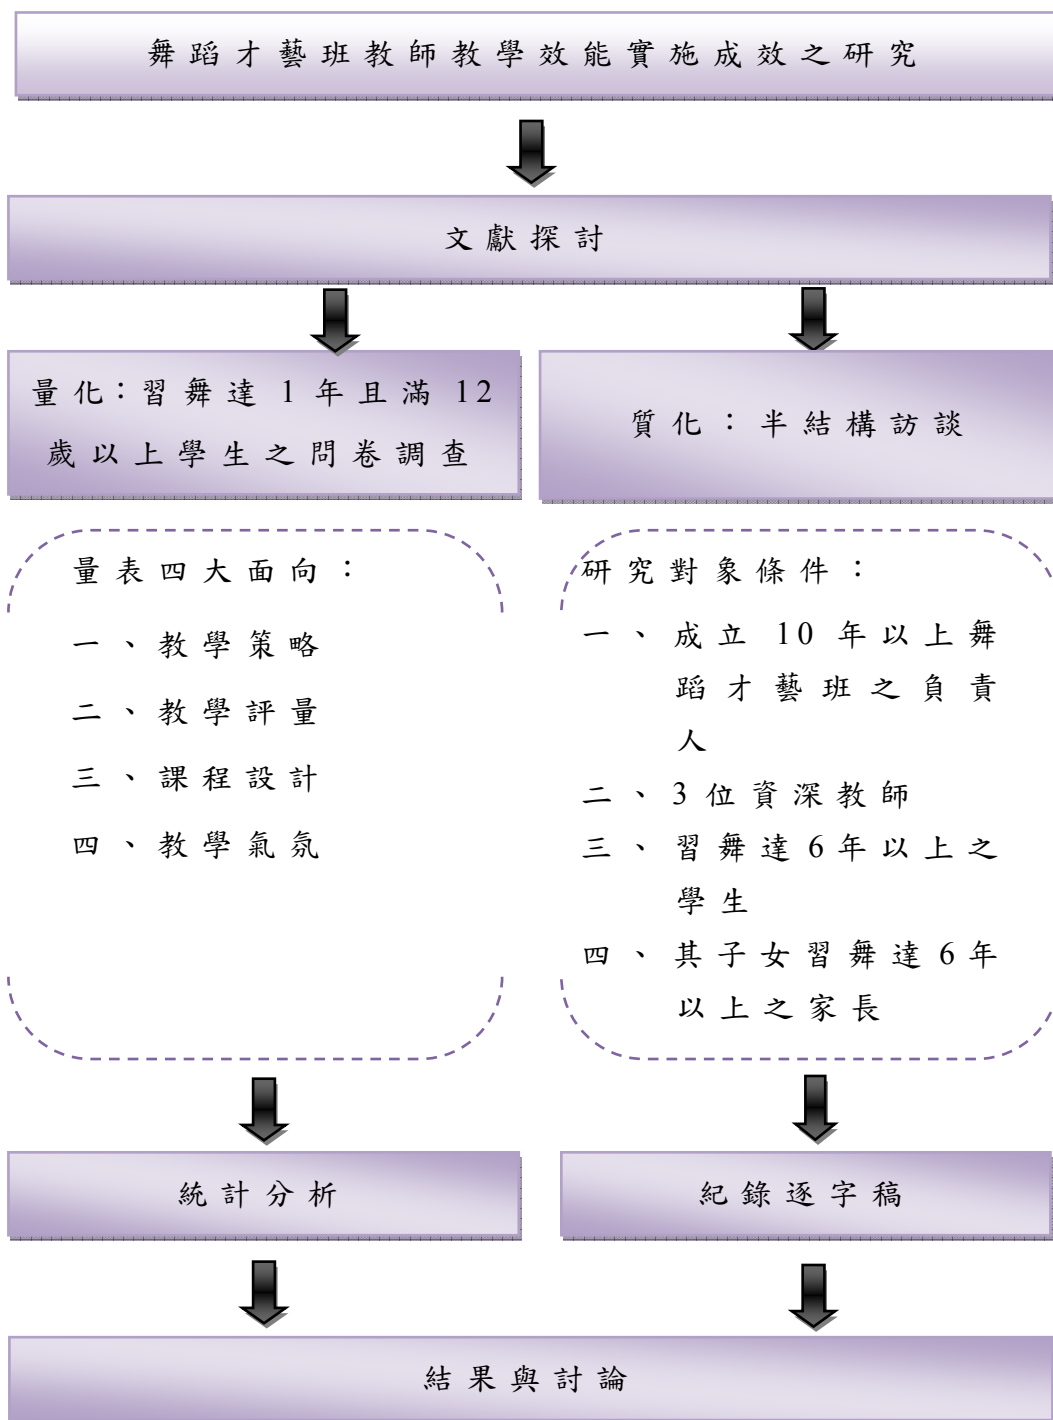 舞蹈才藝班教師教學效能實施成效之研究
文獻探討
量化：習舞達 1 年且滿 12
歲以上學生之問卷調查
質化：半結構訪談
量表四大面向：
一、教學策略
二、教學評量
三、課程設計
四、教學氣氛
研究對象條件：
一、成立 10 年以上舞
蹈才藝班之負責
人
二、3 位資深教師
三、習舞達 6 年以上之
學生
四、其子女習舞達 6 年
以上之家長
統計分析
紀錄逐字稿
結果與討論